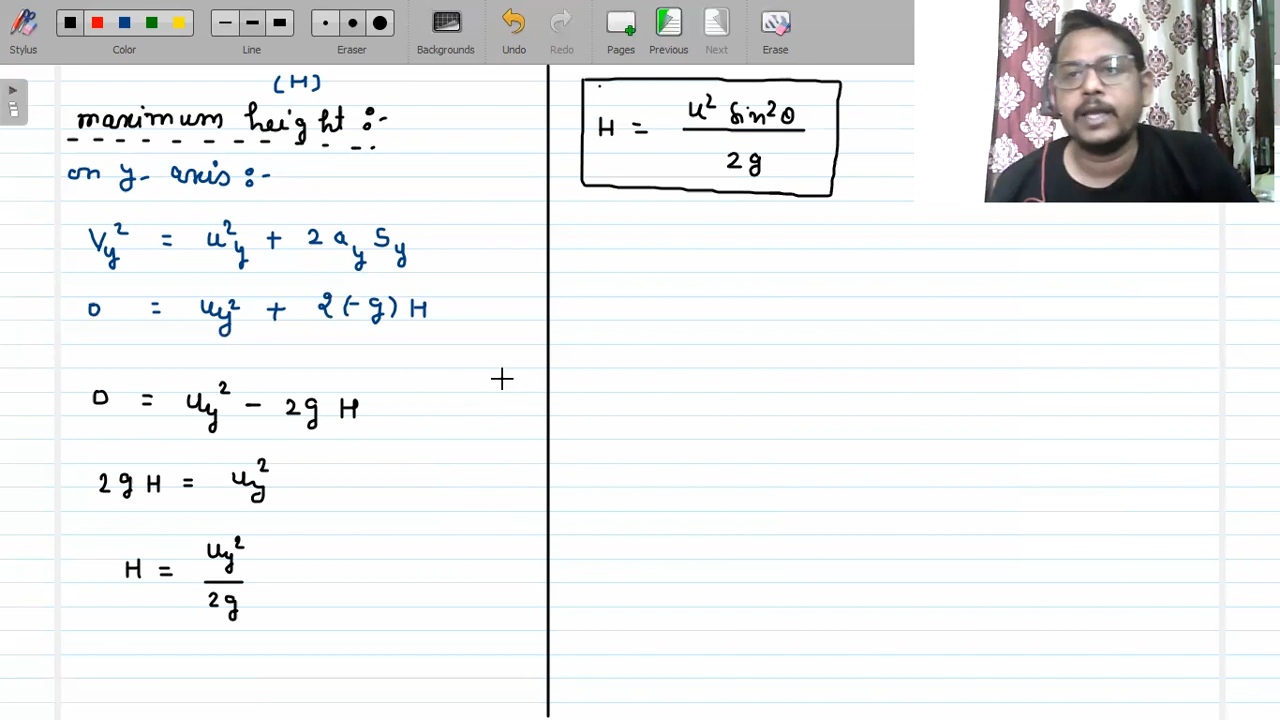 Stylus Color Line Eraser Backgrounds Undo Redo Pages Previous Next Erase
(H)
maximum height :-
on y- axis :-
Vy² = u²y + 2 ay Sy
0 = uy² + 2(-g) H
0 = uy² - 2g H
2g H = uy²
H = uy² / 2g
H = u² Sin²θ / 2g